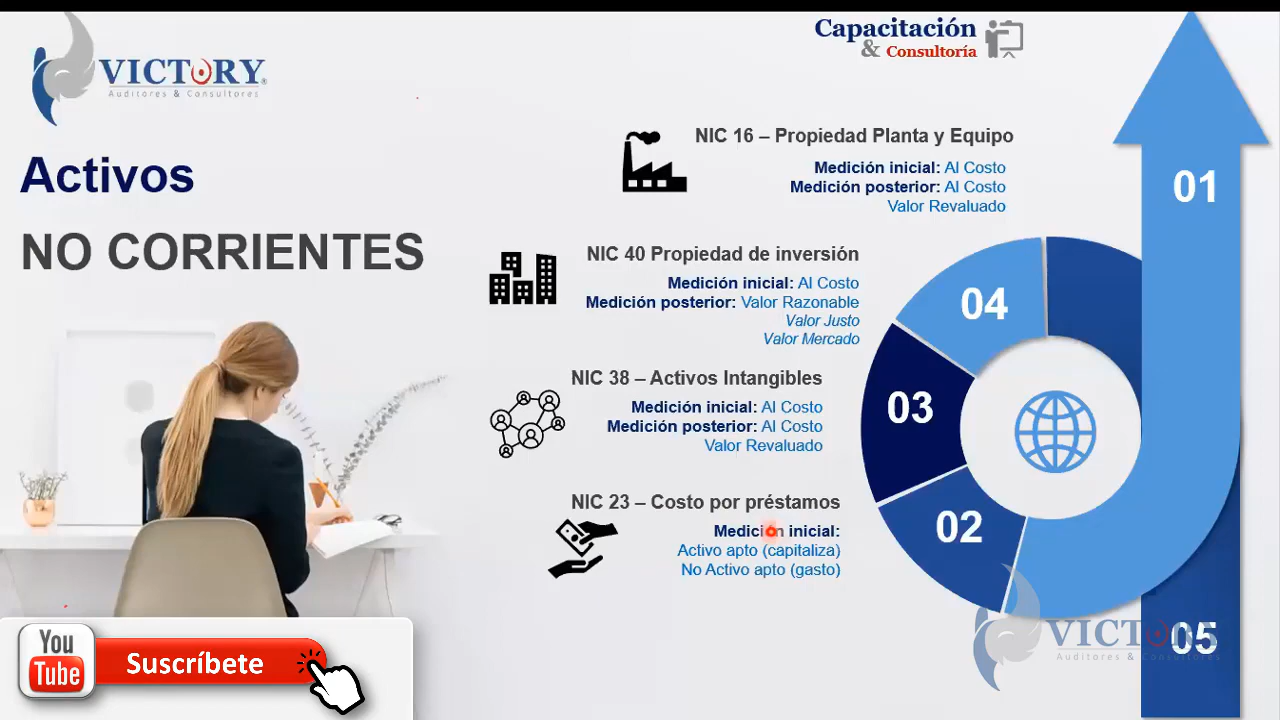 VICTORY®
Auditores & Consultores
Capacitación
& Consultoría
Activos
NO CORRIENTES
NIC 16 – Propiedad Planta y Equipo
Medición inicial: Al Costo
Medición posterior: Al Costo
Valor Revaluado
NIC 40 Propiedad de inversión
Medición inicial: Al Costo
Medición posterior: Valor Razonable
Valor Justo
Valor Mercado
NIC 38 – Activos Intangibles
Medición inicial: Al Costo
Medición posterior: Al Costo
Valor Revaluado
NIC 23 – Costo por préstamos
Medición inicial:
Activo apto (capitaliza)
No Activo apto (gasto)
01
04
03
02
05
VICTORY
Auditores & Consultores
You
Tube
Suscríbete